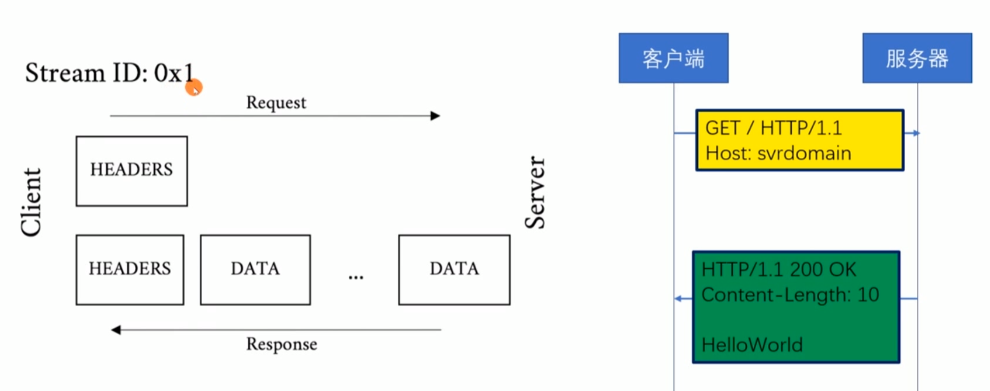 Stream ID: 0x1
Request
HEADERS
Client
Server
HEADERS
DATA
...
DATA
Response
客户端
服务器
GET / HTTP/1.1
Host: svrdomain
HTTP/1.1 200 OK
Content-Length: 10
HelloWorld